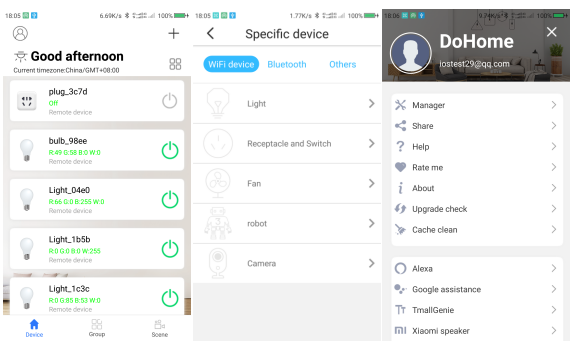 18:05
6.69K/s
100%
Good afternoon
Current timezone:China/GMT+08:00
plug_3c7d
Off
Remote device
bulb_98ee
R:49 G:58 B:0 W:0
Remote device
Light_04e0
R:66 G:0 B:255 W:0
Remote device
Light_1b5b
R:0 G:0 B:0 W:255
Remote device
Light_1c3c
R:0 G:85 B:53 W:0
Remote device
Device
Group
Scene
18:05
1.77K/s
100%
Specific device
WiFi device
Bluetooth
Others
Light
Receptacle and Switch
Fan
robot
Camera
18:06
9.74K/s
100%
DoHome
iostest29@qq.com
Manager
Share
Help
Rate me
About
Upgrade check
Cache clean
Alexa
Google assistance
TmallGenie
Xiaomi speaker